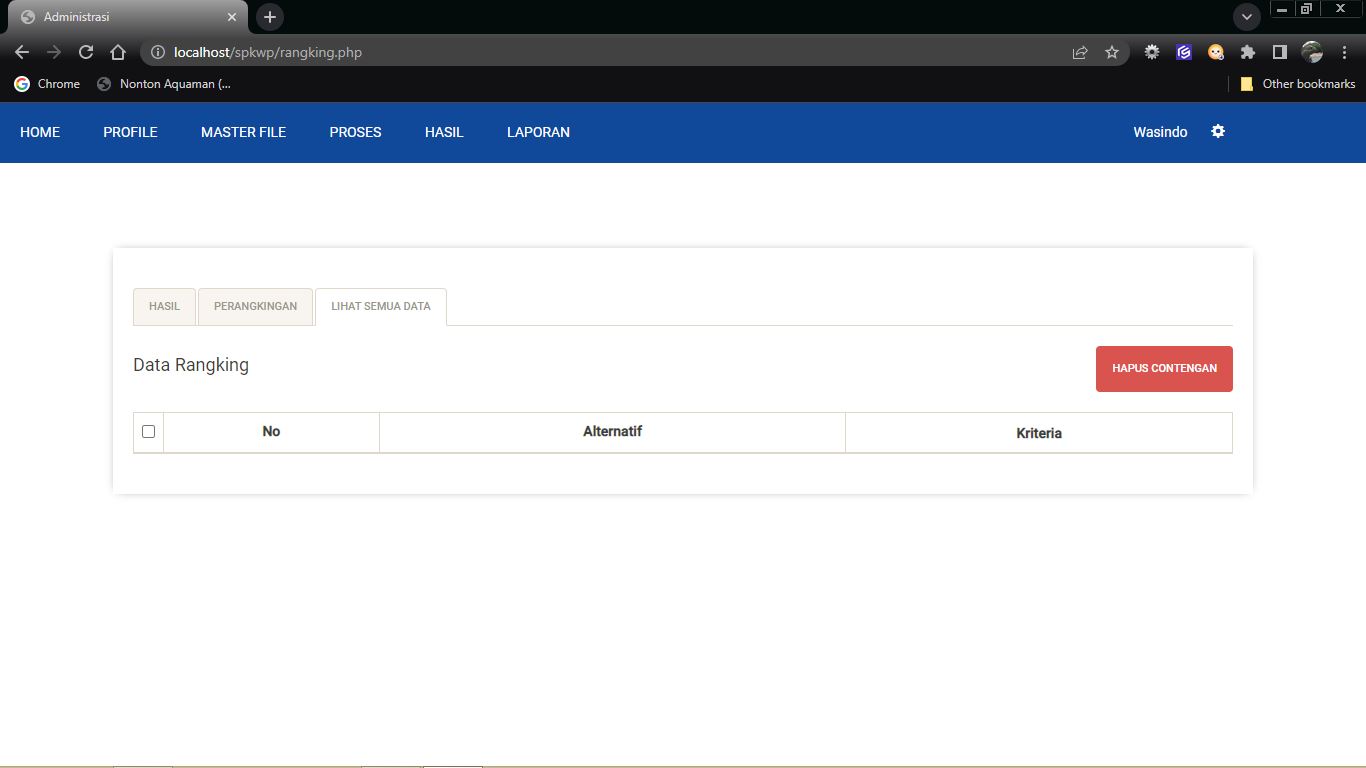 Administrasi
localhost/spkwp/rangking.php
Chrome Nonton Aquaman (... Other bookmarks
HOME PROFILE MASTER FILE PROSES HASIL LAPORAN Wasindo
HASIL PERANGKINGAN LIHAT SEMUA DATA
Data Rangking HAPUS CONTENGAN
No Alternatif Kriteria